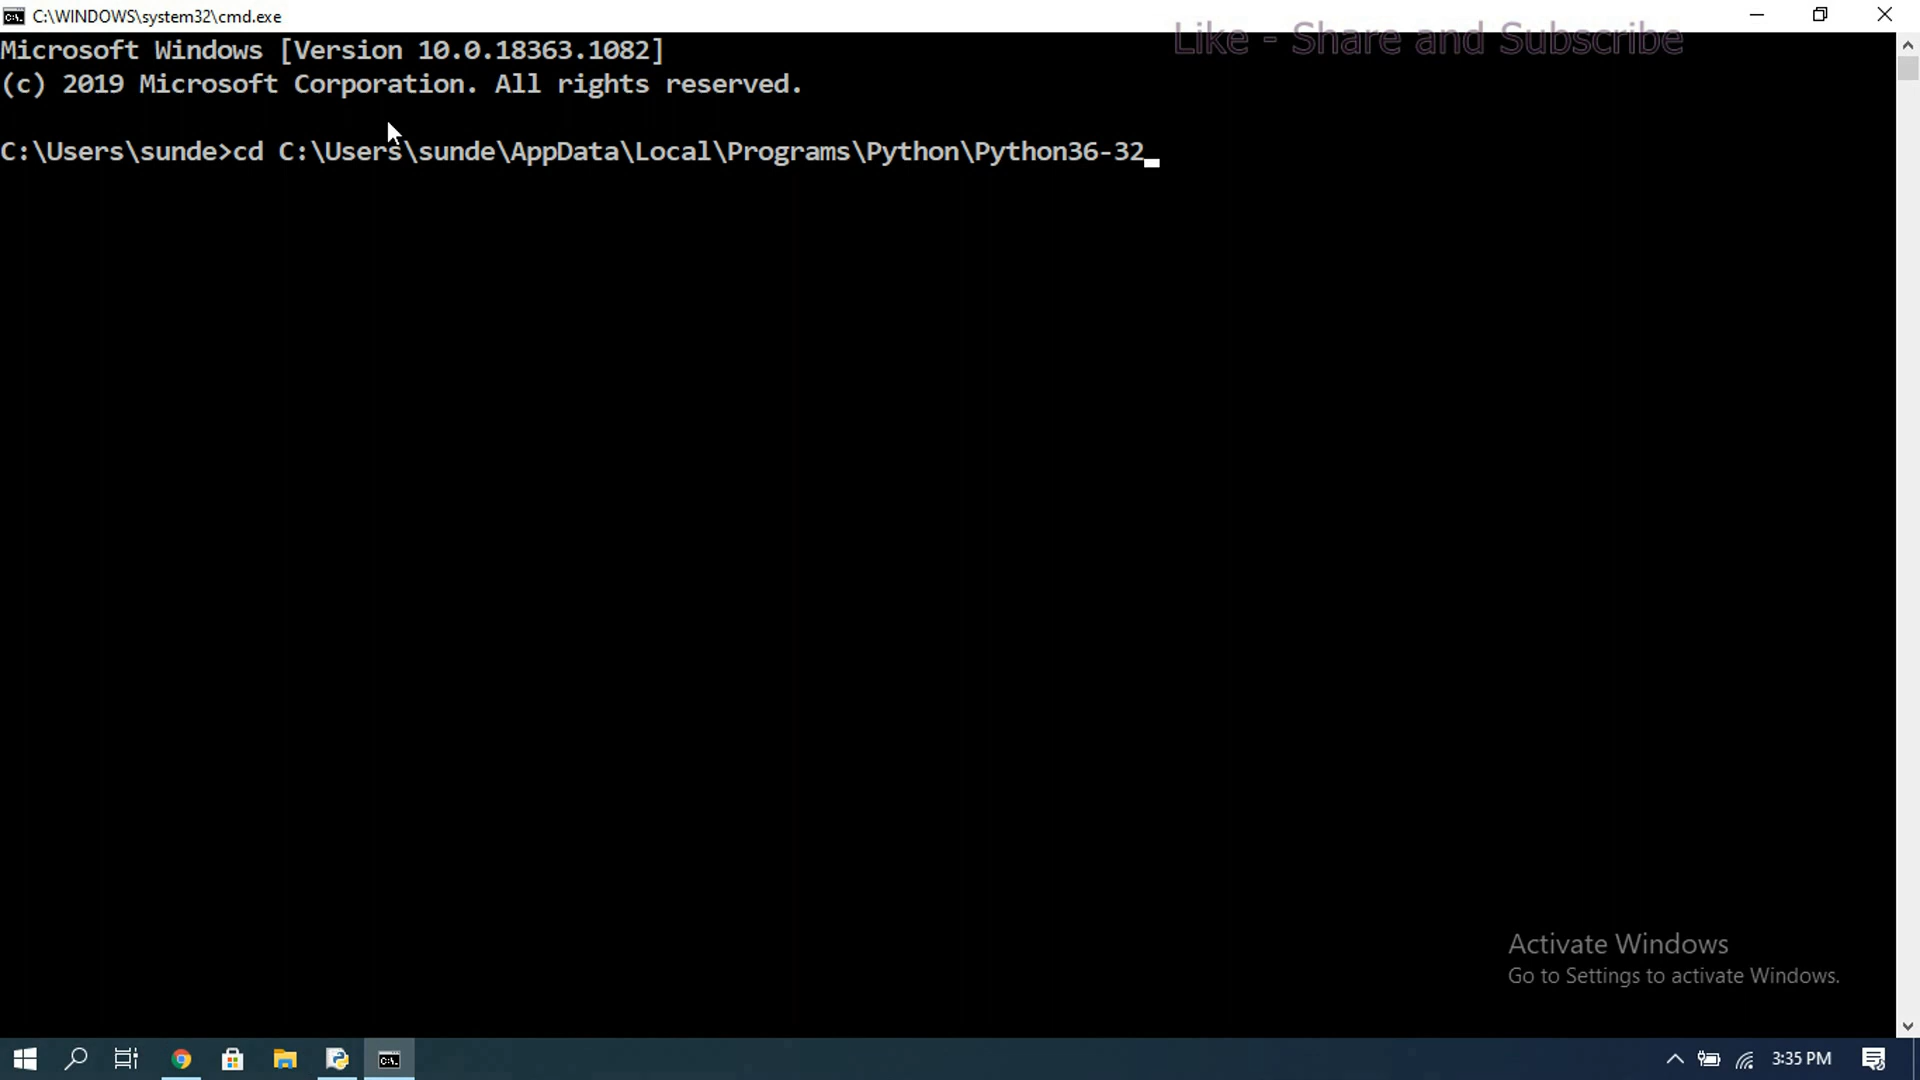 C:\WINDOWS\system32\cmd.exe
Like - Share and Subscribe
Microsoft Windows [Version 10.0.18363.1082]
(c) 2019 Microsoft Corporation. All rights reserved.
C:\Users\sunde>cd C:\Users\sunde\AppData\Local\Programs\Python\Python36-32
Activate Windows
Go to Settings to activate Windows.
3:35 PM